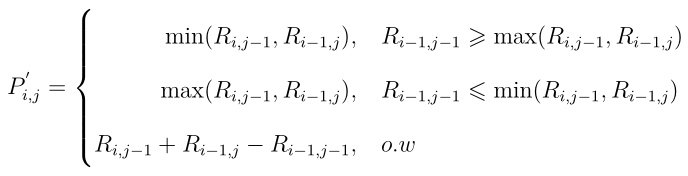 P'_{i,j} = { min(R_{i,j−1}, R_{i−1,j}), R_{i−1,j−1} ⩾ max(R_{i,j−1}, R_{i−1,j})
max(R_{i,j−1}, R_{i−1,j}), R_{i−1,j−1} ⩽ min(R_{i,j−1}, R_{i−1,j})
R_{i,j−1} + R_{i−1,j} − R_{i−1,j−1}, o.w